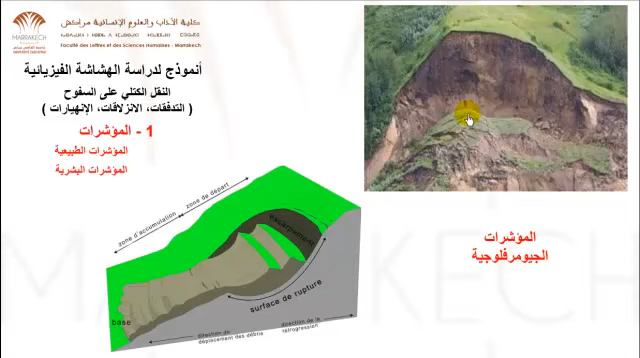 كلية الآداب والعلوم الإنسانية مراكش
Faculté des Lettres et des Sciences Humaines - Marrakech
MARRAKECH
أنموذج لدراسة الهشاشة الفيزيائية
النقل الكتلي على السفوح
( التدفقات، الانزلاقات، الإنهيارات )
1 - المؤشرات
المؤشرات الطبيعية
المؤشرات البشرية
zone de départ
zone d'accumulation
escarpement
surface de rupture
base
direction de déplacement des débris
direction de la rétrogression
المؤشرات
الجيومرفلوجية